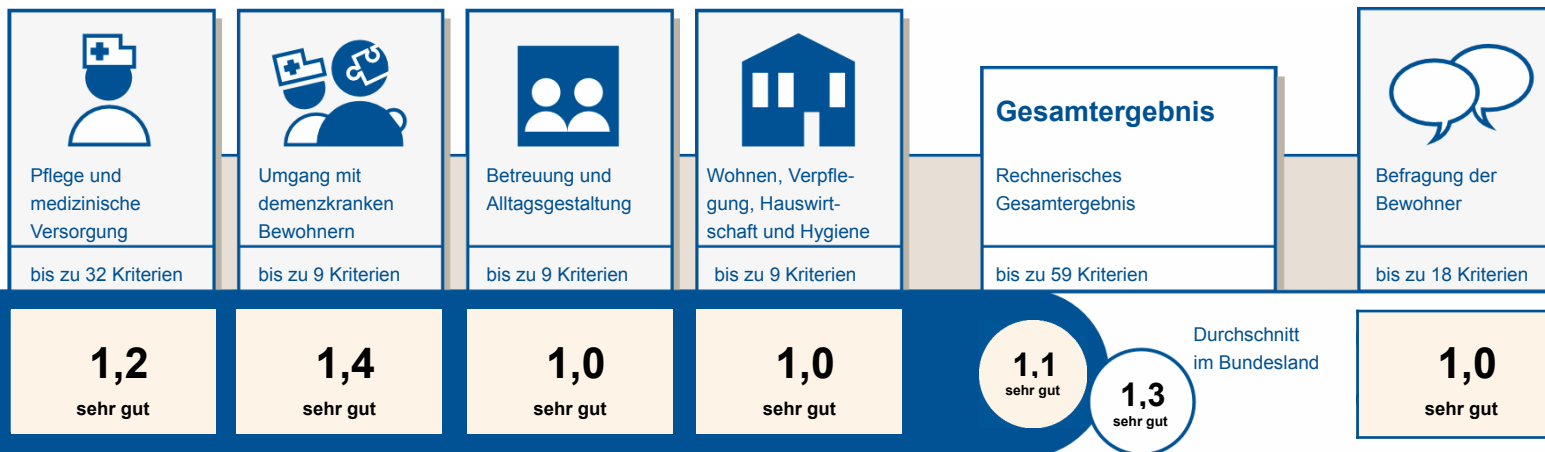 Pflege und
medizinische
Versorgung
bis zu 32 Kriterien
1,2
sehr gut
Umgang mit
demenzkranken
Bewohnern
bis zu 9 Kriterien
1,4
sehr gut
Betreuung und
Alltagsgestaltung
bis zu 9 Kriterien
1,0
sehr gut
Wohnen, Verpfle-
gung, Hauswirt-
schaft und Hygiene
bis zu 9 Kriterien
1,0
sehr gut
Gesamtergebnis
Rechnerisches
Gesamtergebnis
bis zu 59 Kriterien
1,1
sehr gut
1,3
sehr gut
Durchschnitt
im Bundesland
Befragung der
Bewohner
bis zu 18 Kriterien
1,0
sehr gut